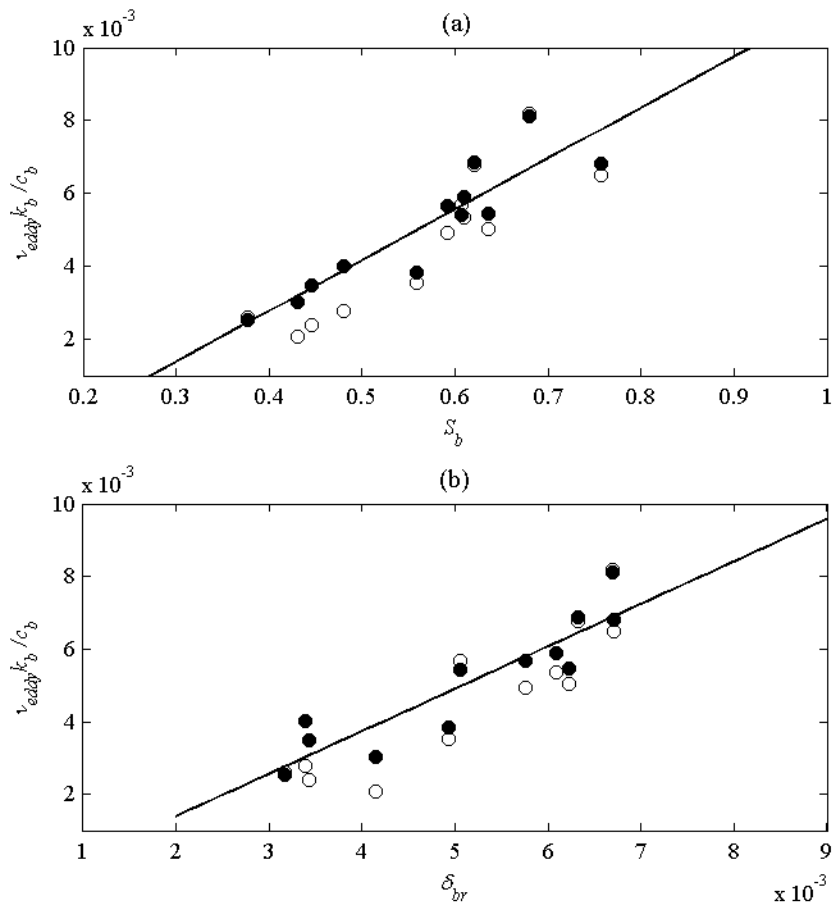 (a)
x 10⁻³
10
8
6
4
2
ν_eddy k_b / c_b
0.2 0.3 0.4 0.5 0.6 0.7 0.8 0.9 1
S_b
(b)
x 10⁻³
10
8
6
4
2
ν_eddy k_b / c_b
1 2 3 4 5 6 7 8 9
δ_br
x 10⁻³